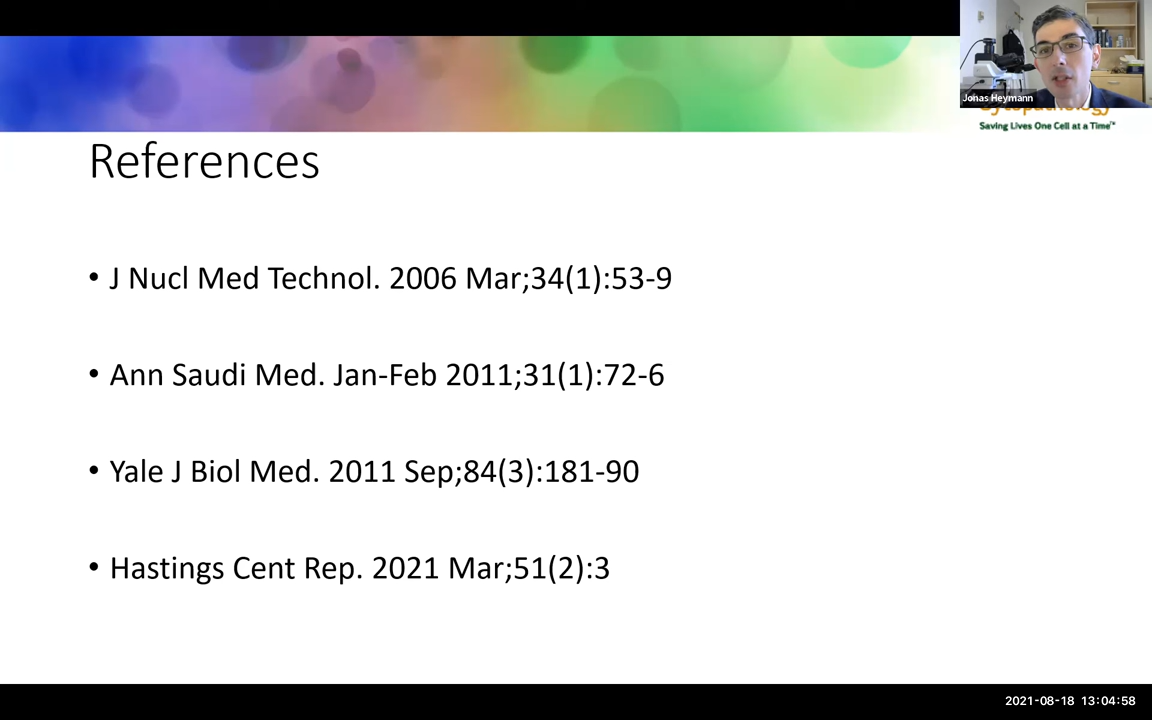 Jonas Heymann
Cytopathology
Saving Lives One Cell at a Time™
References
• J Nucl Med Technol. 2006 Mar;34(1):53-9
• Ann Saudi Med. Jan-Feb 2011;31(1):72-6
• Yale J Biol Med. 2011 Sep;84(3):181-90
• Hastings Cent Rep. 2021 Mar;51(2):3
2021-08-18 13:04:58